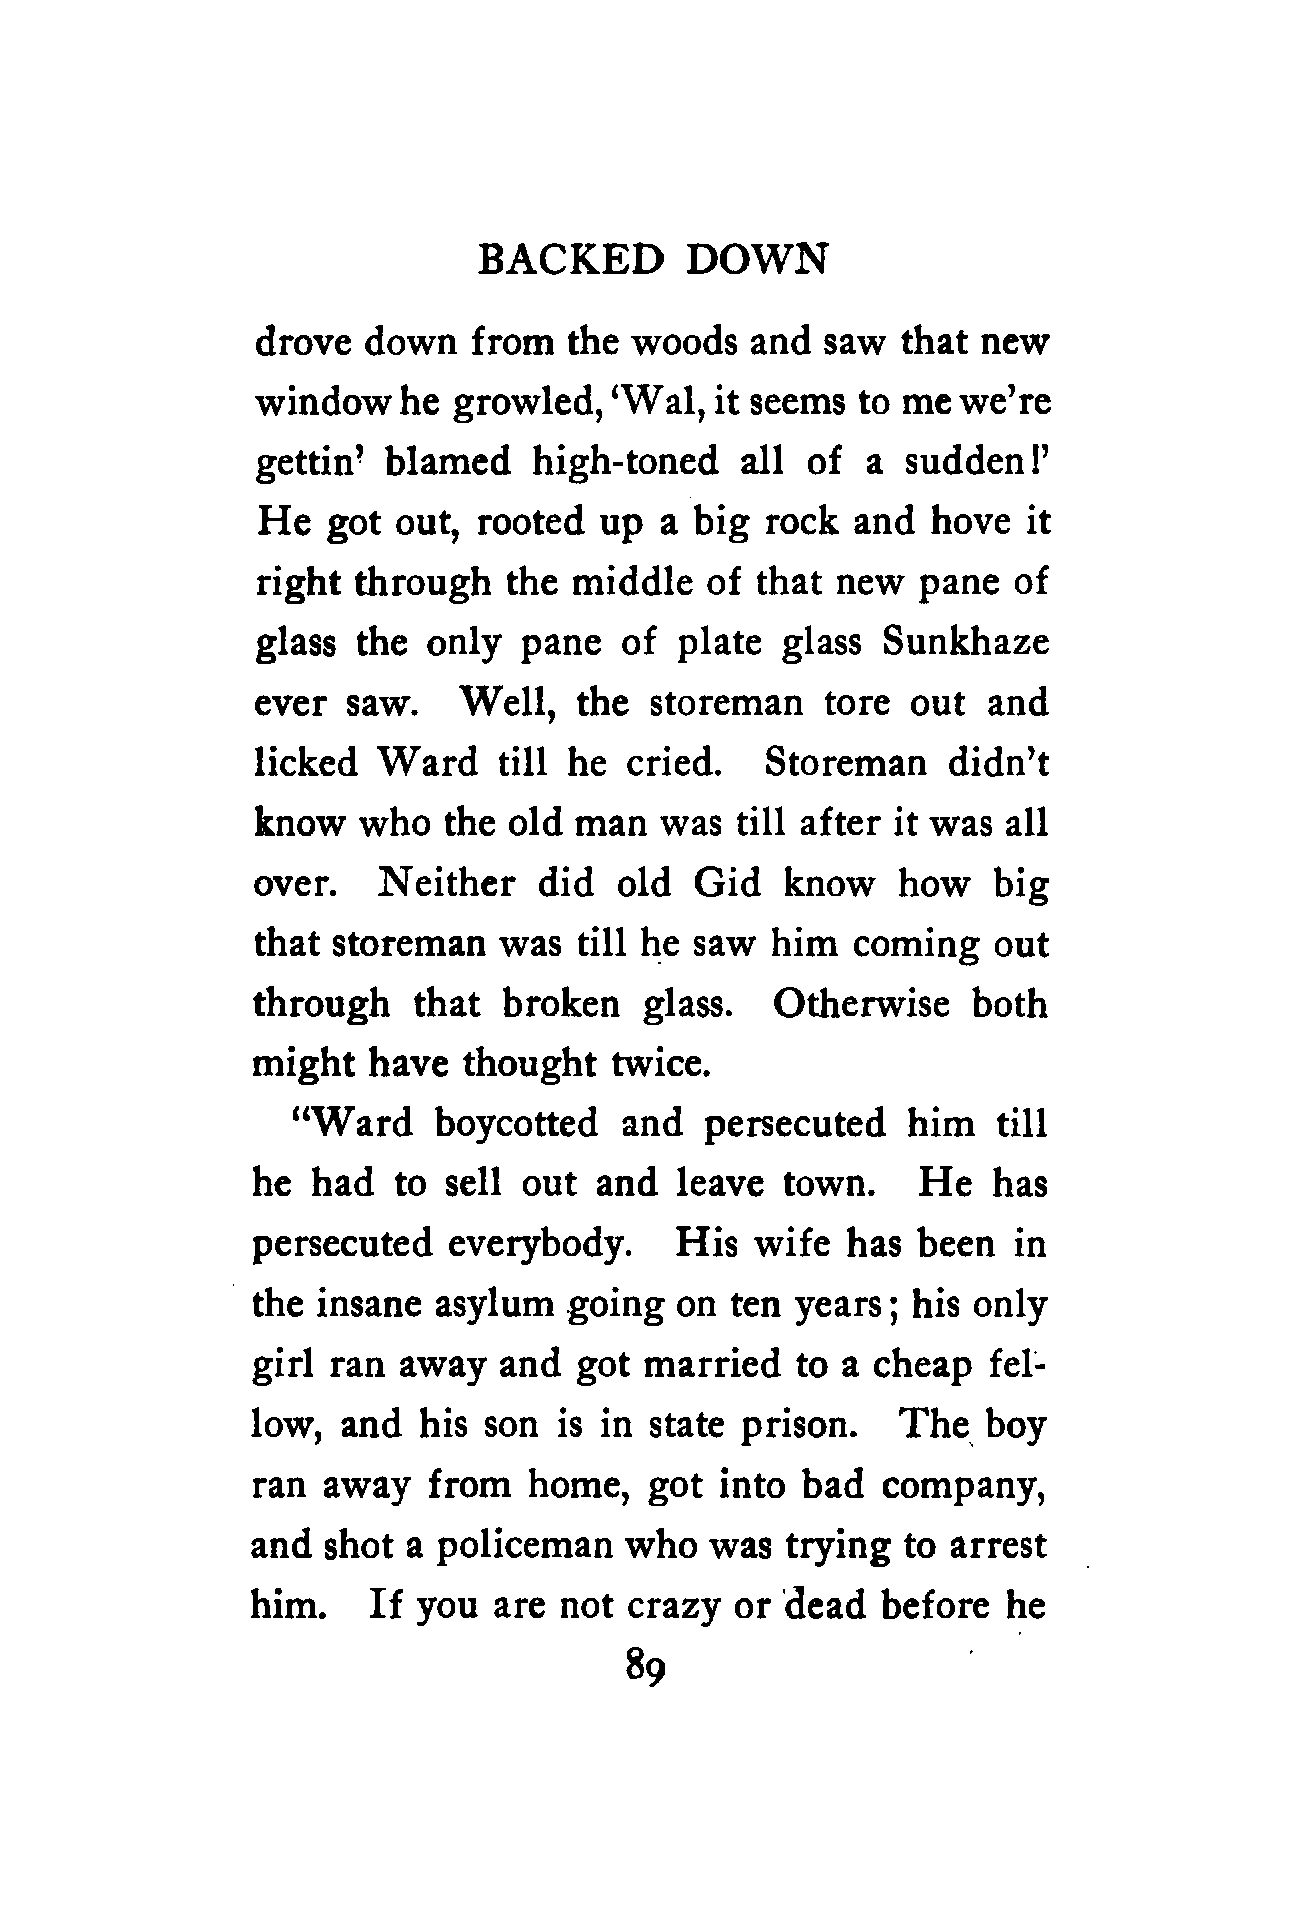 BACKED DOWN
drove down from the woods and saw that new
window he growled, ‘Wal, it seems to me we’re
gettin’ blamed high-toned all of a sudden!’
He got out, rooted up a big rock and hove it
right through the middle of that new pane of
glass the only pane of plate glass Sunkhaze
ever saw. Well, the storeman tore out and
licked Ward till he cried. Storeman didn’t
know who the old man was till after it was all
over. Neither did old Gid know how big
that storeman was till he saw him coming out
through that broken glass. Otherwise both
might have thought twice.
“Ward boycotted and persecuted him till
he had to sell out and leave town. He has
persecuted everybody. His wife has been in
the insane asylum going on ten years; his only
girl ran away and got married to a cheap fel-
low, and his son is in state prison. The boy
ran away from home, got into bad company,
and shot a policeman who was trying to arrest
him. If you are not crazy or dead before he
89